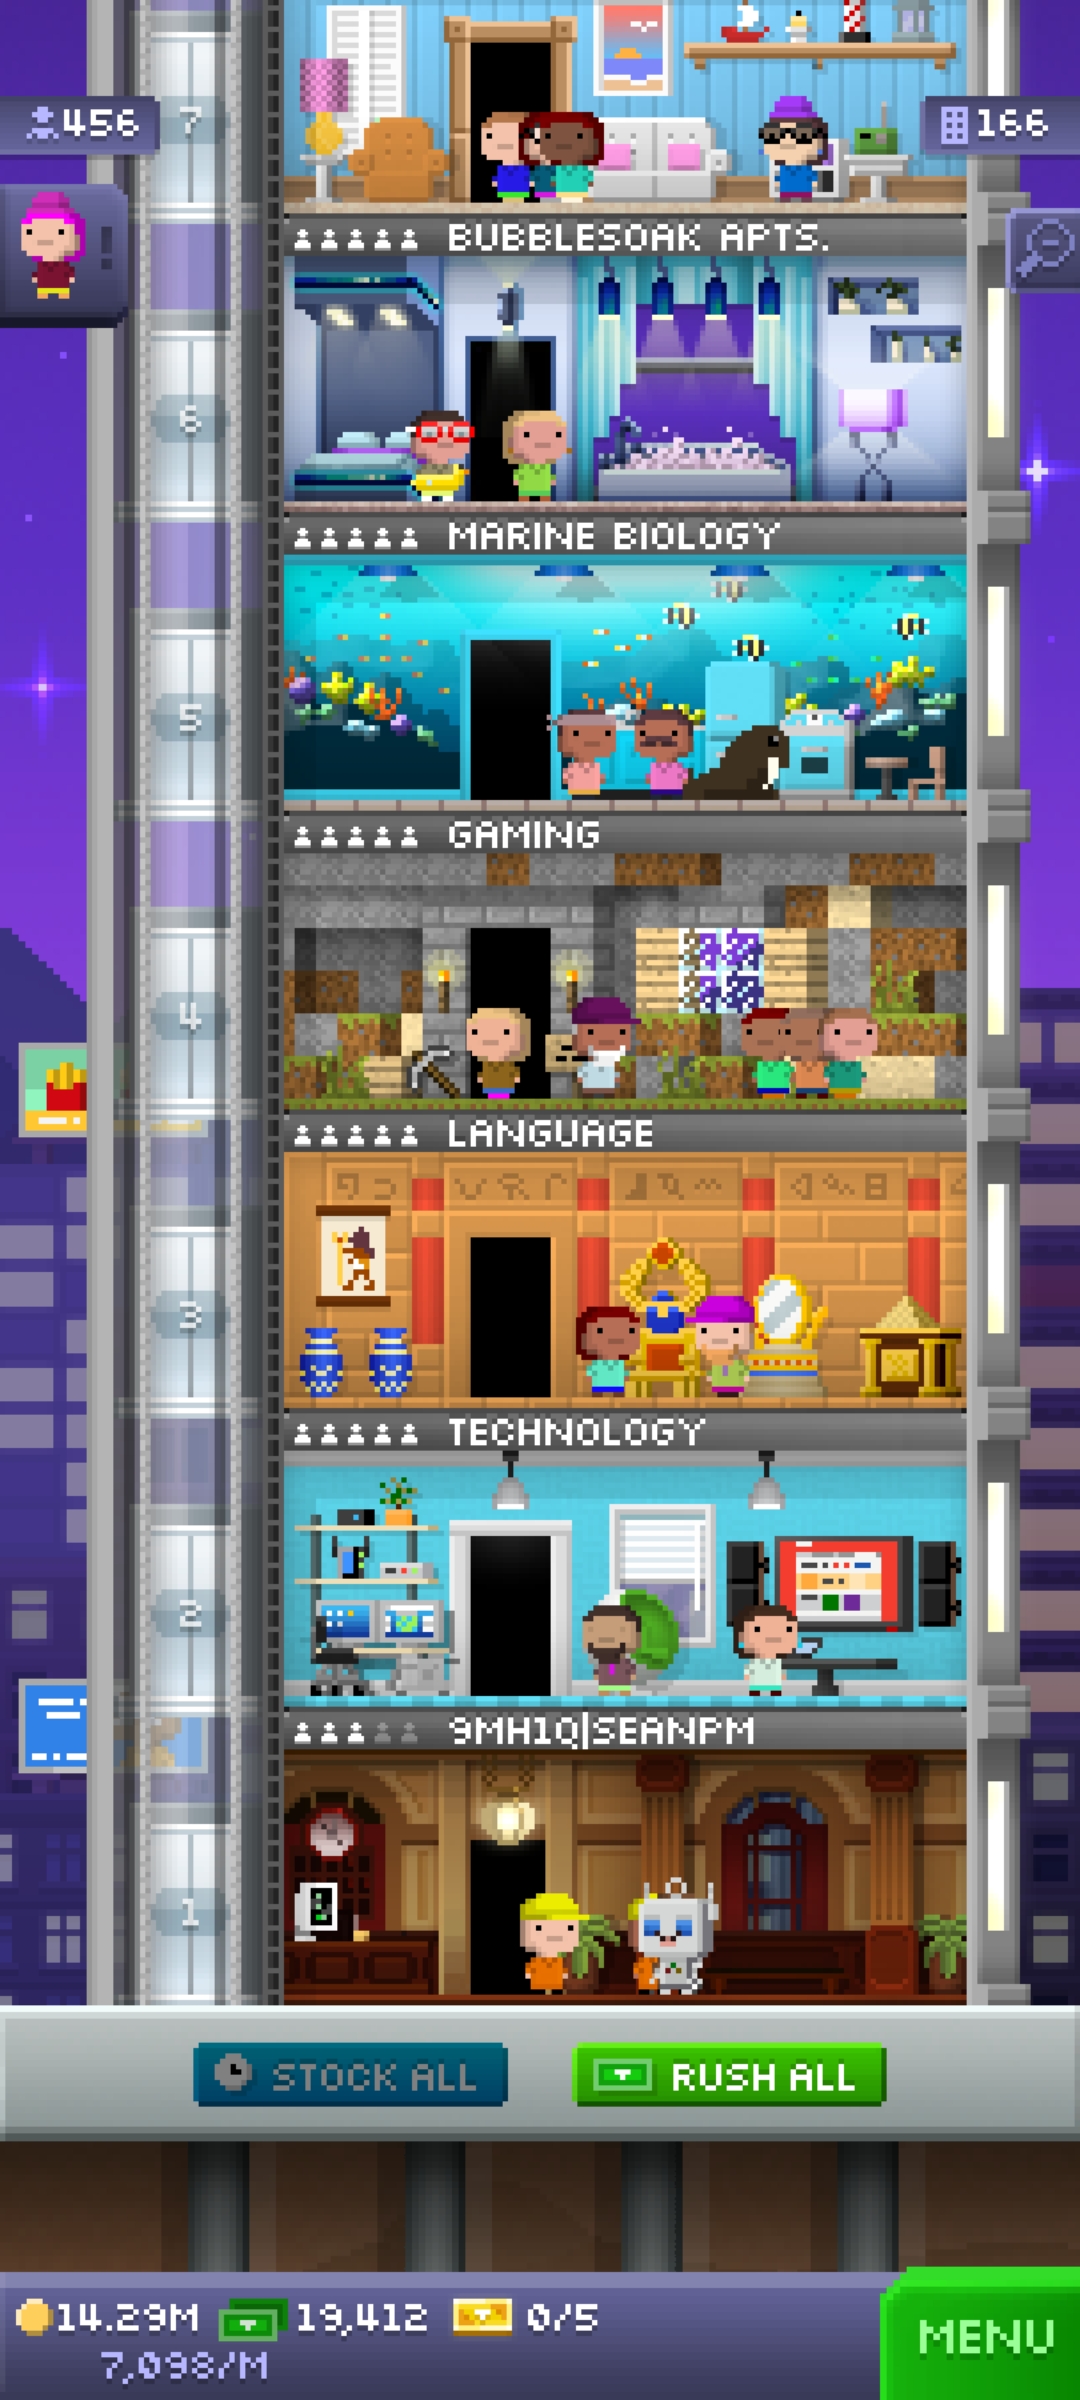 7
456
166
BUBBLESOAK APTS.
6
MARINE BIOLOGY
5
GAMING
4
LANGUAGE
3
TECHNOLOGY
2
9MH1Q|SEANPM
1
STOCK ALL
RUSH ALL
14.29M
19,412
0/5
7,098/M
MENU